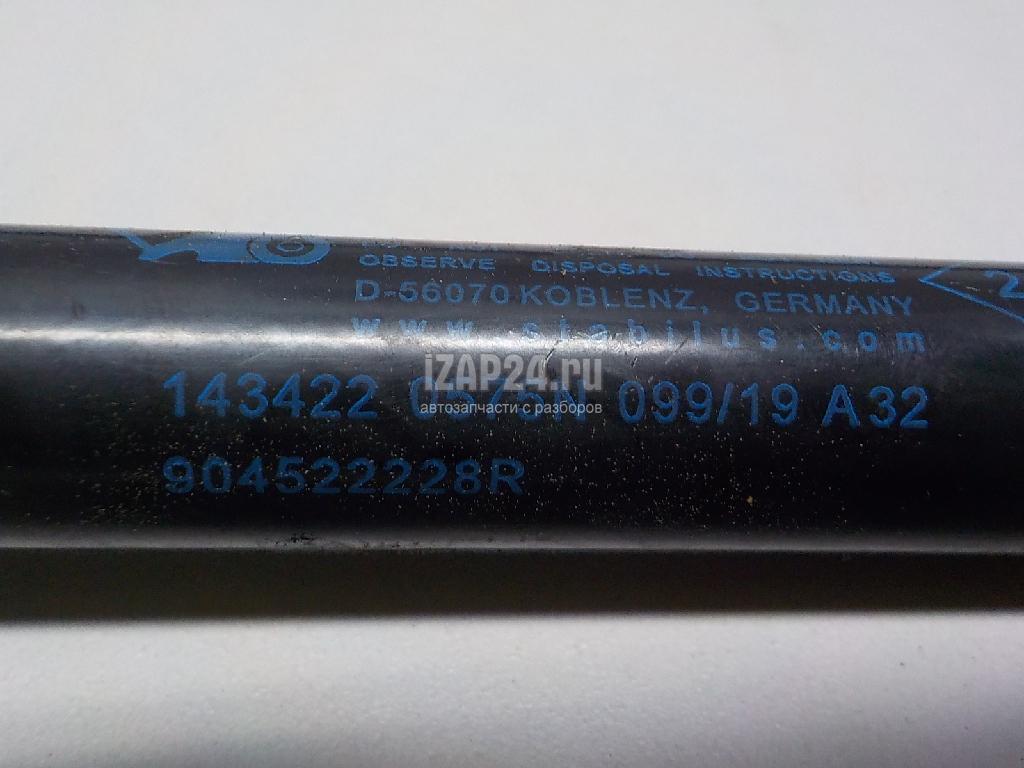 OBSERVE DISPOSAL INSTRUCTIONS
D-56070 KOBLENZ, GERMANY
www.stabilus.com
iZAP24.ru
143422 0575N 099/19 A32
автозапчасти с разборов
904522228R